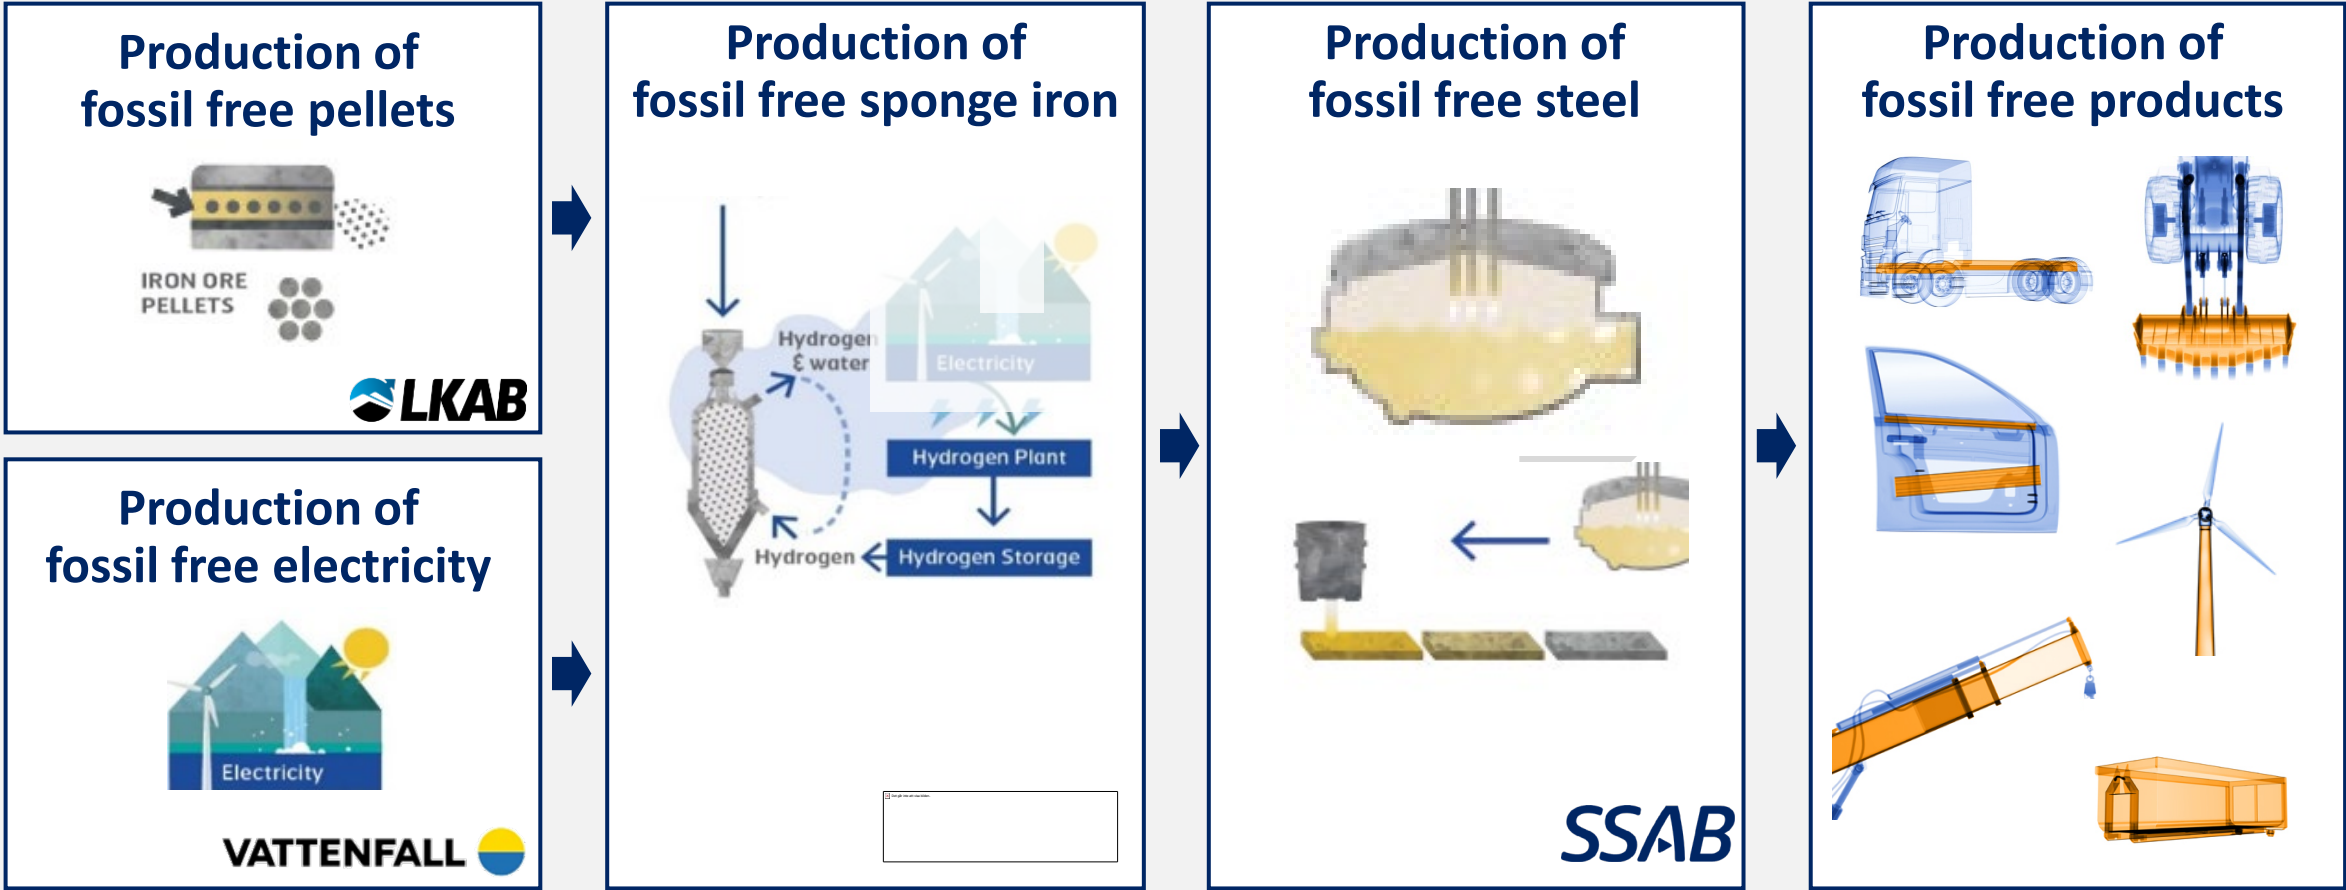 Production of
fossil free pellets
IRON ORE
PELLETS
LKAB
Production of
fossil free electricity
Electricity
VATTENFALL
Production of
fossil free sponge iron
Hydrogen
& water
Electricity
Hydrogen Plant
Hydrogen
Hydrogen Storage
Production of
fossil free steel
SSAB
Production of
fossil free products